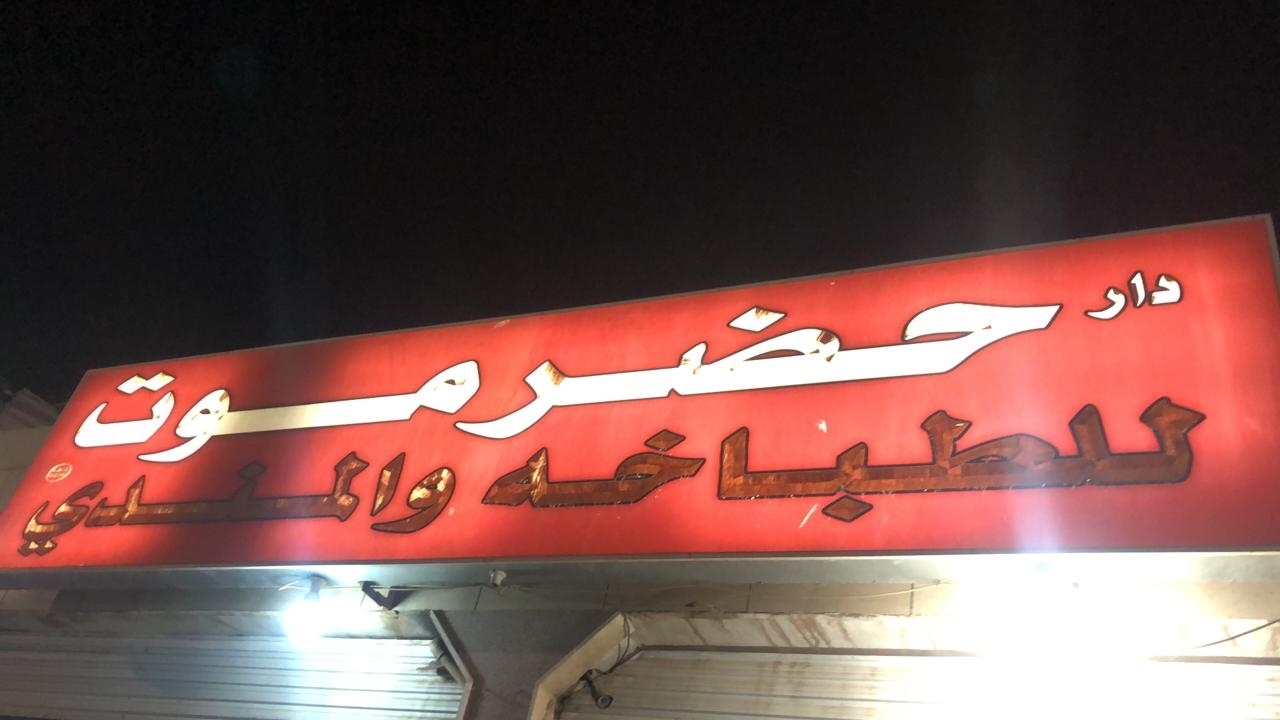 دار حضرموت
للطباخه والمندي